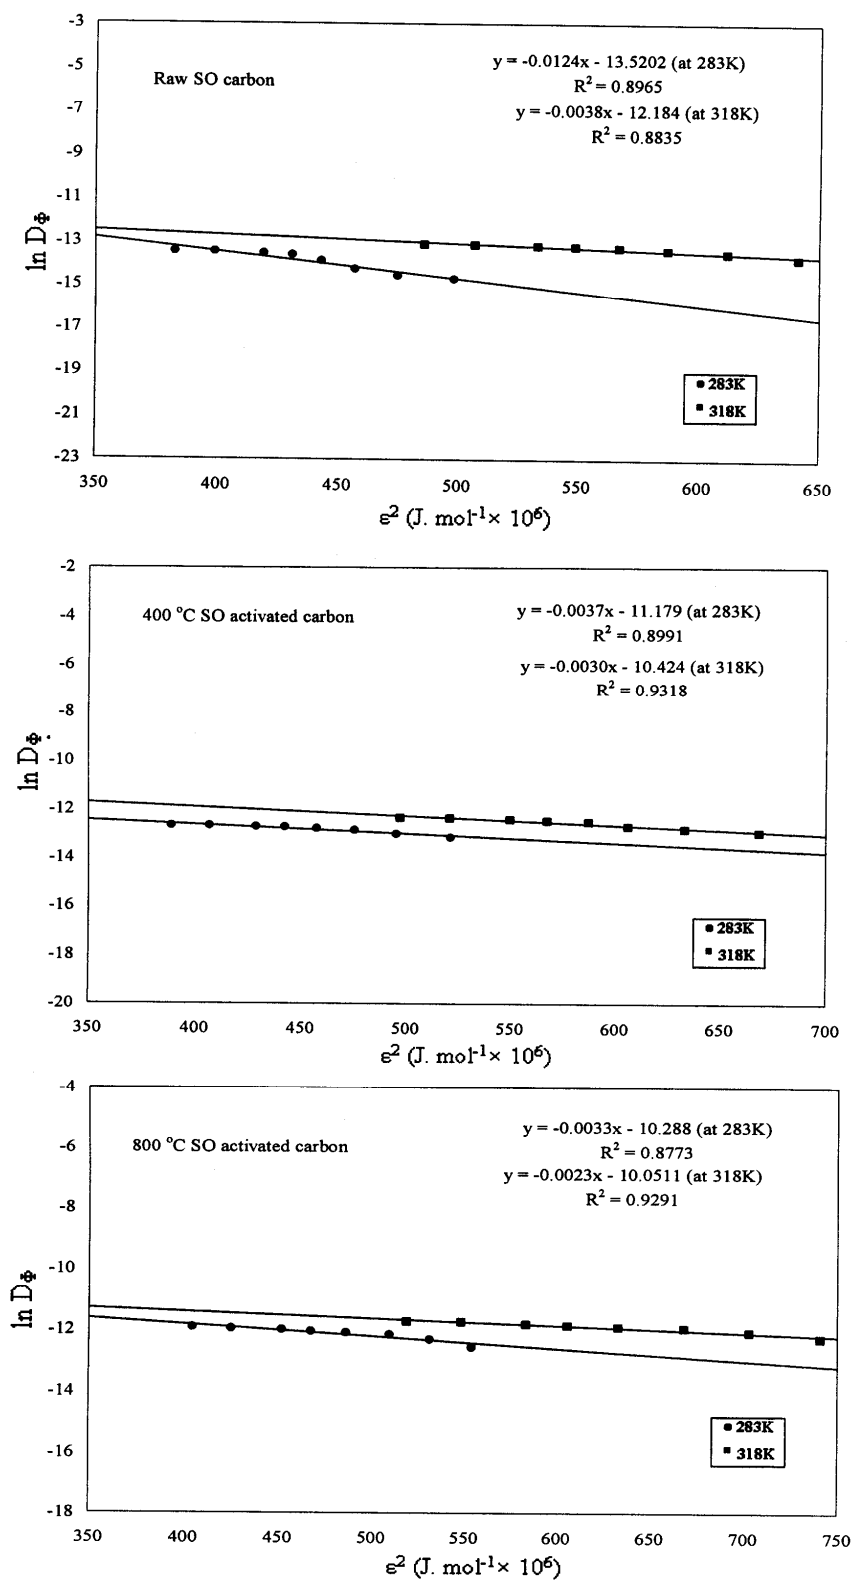 -3
-5
-7
-9
-11
-13
-15
-17
-19
-21
-23
ln DΦ
Raw SO carbon
y = -0.0124x - 13.5202 (at 283K)
R² = 0.8965
y = -0.0038x - 12.184 (at 318K)
R² = 0.8835
283K
318K
350 400 450 500 550 600 650
ε² (J. mol⁻¹× 10⁶)
-2
-4
-6
-8
-10
-12
-14
-16
-18
-20
ln DΦ
400 °C SO activated carbon
y = -0.0037x - 11.179 (at 283K)
R² = 0.8991
y = -0.0030x - 10.424 (at 318K)
R² = 0.9318
283K
318K
350 400 450 500 550 600 650 700
ε² (J. mol⁻¹× 10⁶)
-4
-6
-8
-10
-12
-14
-16
-18
ln DΦ
800 °C SO activated carbon
y = -0.0033x - 10.288 (at 283K)
R² = 0.8773
y = -0.0023x - 10.0511 (at 318K)
R² = 0.9291
283K
318K
350 400 450 500 550 600 650 700 750
ε² (J. mol⁻¹× 10⁶)